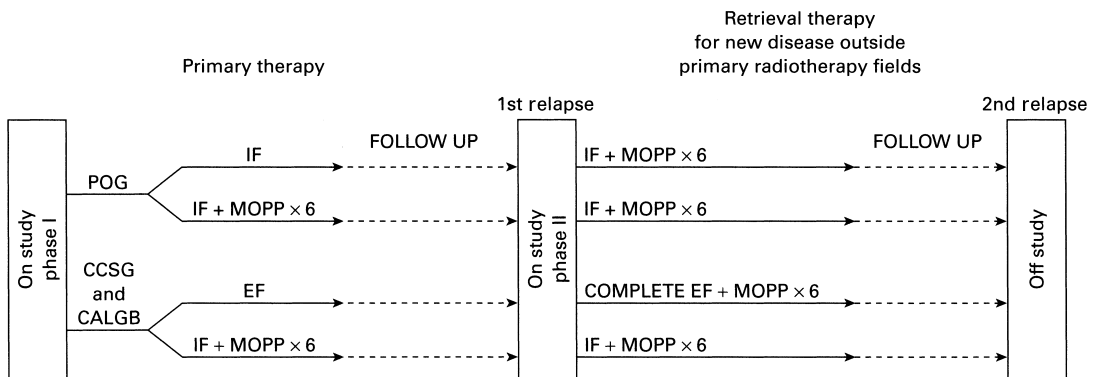 Primary therapy
Retrieval therapy
for new disease outside
primary radiotherapy fields
1st relapse
2nd relapse
On study
phase I
POG
IF
FOLLOW UP
IF + MOPP × 6
CCSG
and
CALGB
EF
IF + MOPP × 6
On study
phase II
IF + MOPP × 6
FOLLOW UP
IF + MOPP × 6
COMPLETE EF + MOPP × 6
IF + MOPP × 6
Off study